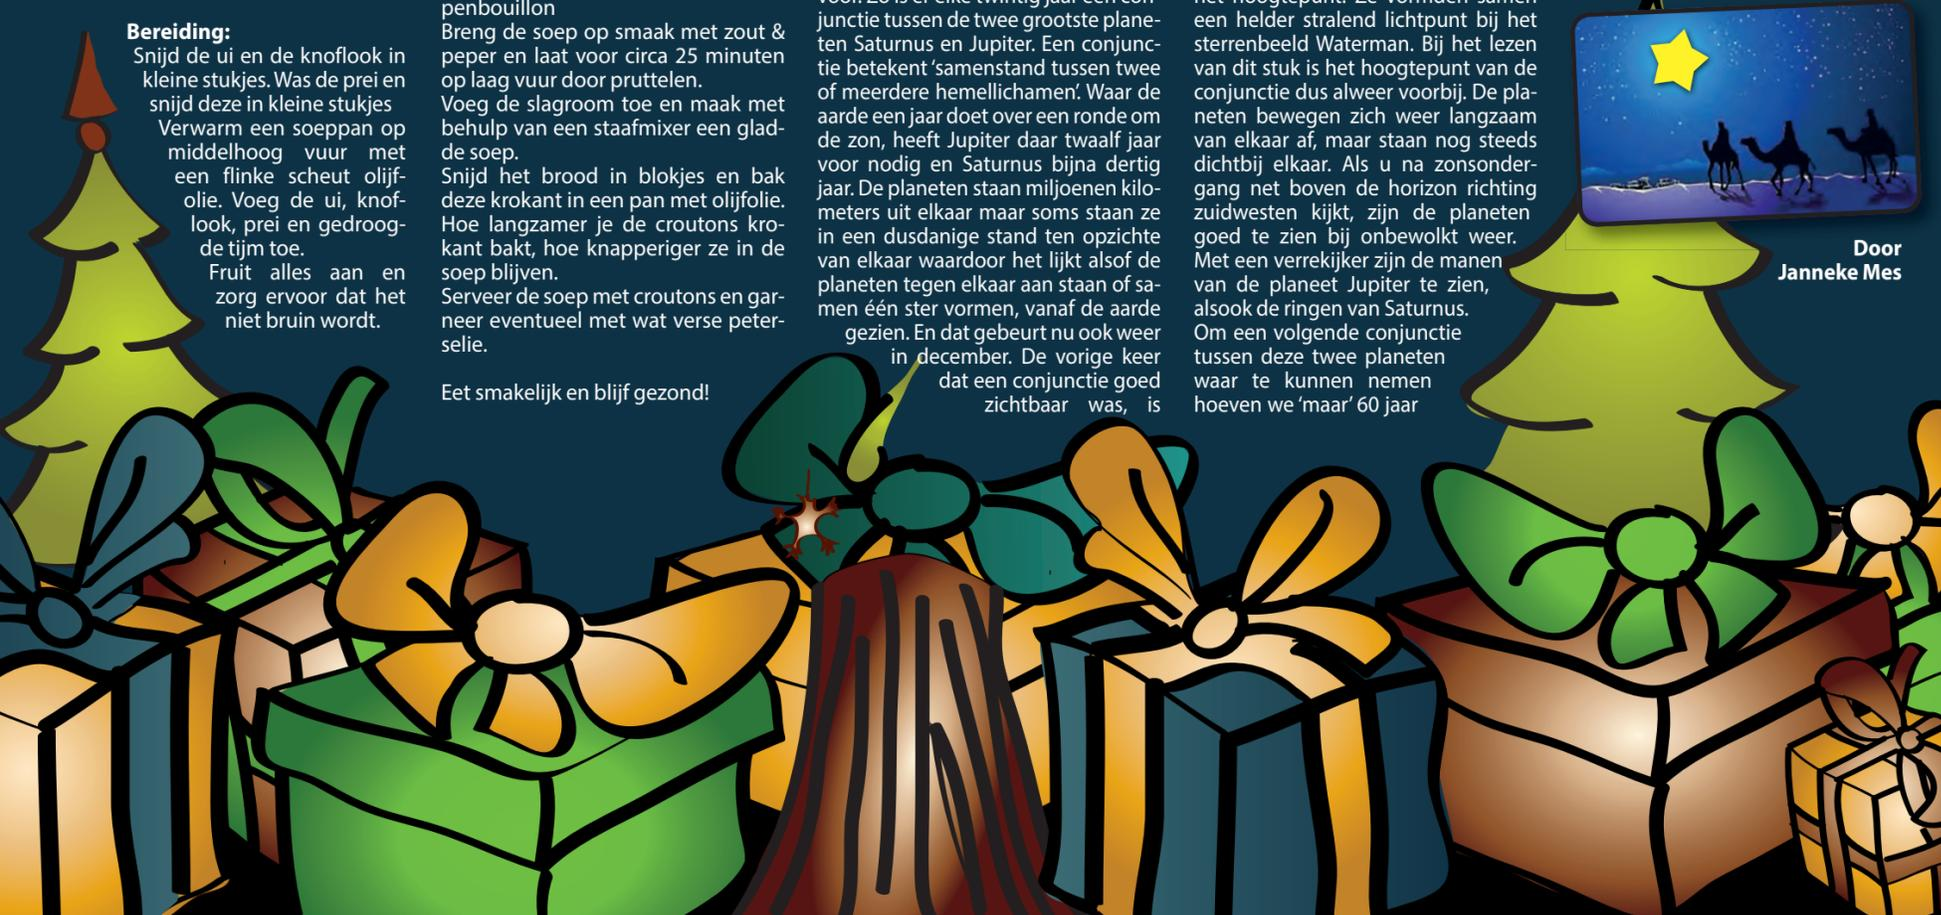 Bereiding:
Snijd de ui en de knoflook in
kleine stukjes. Was de prei en
snijd deze in kleine stukjes
Verwarm een soeppan op
middelhoog vuur met
een flinke scheut olijf-
olie. Voeg de ui, knof-
look, prei en gedroog-
de tijm toe.
Fruit alles aan en
zorg ervoor dat het
niet bruin wordt.
penbouillon
Breng de soep op smaak met zout &
peper en laat voor circa 25 minuten
op laag vuur door pruttelen.
Voeg de slagroom toe en maak met
behulp van een staafmixer een glad-
de soep.
Snijd het brood in blokjes en bak
deze krokant in een pan met olijfolie.
Hoe langzamer je de croutons kro-
kant bakt, hoe knapperiger ze in de
soep blijven.
Serveer de soep met croutons en gar-
neer eventueel met wat verse peter-
selie.
Eet smakelijk en blijf gezond!
voor. Zo is er elke twintig jaar een con-
junctie tussen de twee grootste plane-
ten Saturnus en Jupiter. Een conjunc-
tie betekent ‘samenstand tussen twee
of meerdere hemellichamen’. Waar de
aarde een jaar doet over een ronde om
de zon, heeft Jupiter daar twaalf jaar
voor nodig en Saturnus bijna dertig
jaar. De planeten staan miljoenen kilo-
meters uit elkaar maar soms staan ze
in een dusdanige stand ten opzichte
van elkaar waardoor het lijkt alsof de
planeten tegen elkaar aan staan of sa-
men één ster vormen, vanaf de aarde
gezien. En dat gebeurt nu ook weer
in december. De vorige keer
dat een conjunctie goed
zichtbaar was, is
het hoogtepunt. Ze vormden samen
een helder stralend lichtpunt bij het
sterrenbeeld Waterman. Bij het lezen
van dit stuk is het hoogtepunt van de
conjunctie dus alweer voorbij. De pla-
neten bewegen zich weer langzaam
van elkaar af, maar staan nog steeds
dichtbij elkaar. Als u na zonsonder-
gang net boven de horizon richting
zuidwesten kijkt, zijn de planeten
goed te zien bij onbewolkt weer.
Met een verrekijker zijn de manen
van de planeet Jupiter te zien,
alsook de ringen van Saturnus.
Om een volgende conjunctie
tussen deze twee planeten
waar te kunnen nemen
hoeven we ‘maar’ 60 jaar
Door
Janneke Mes